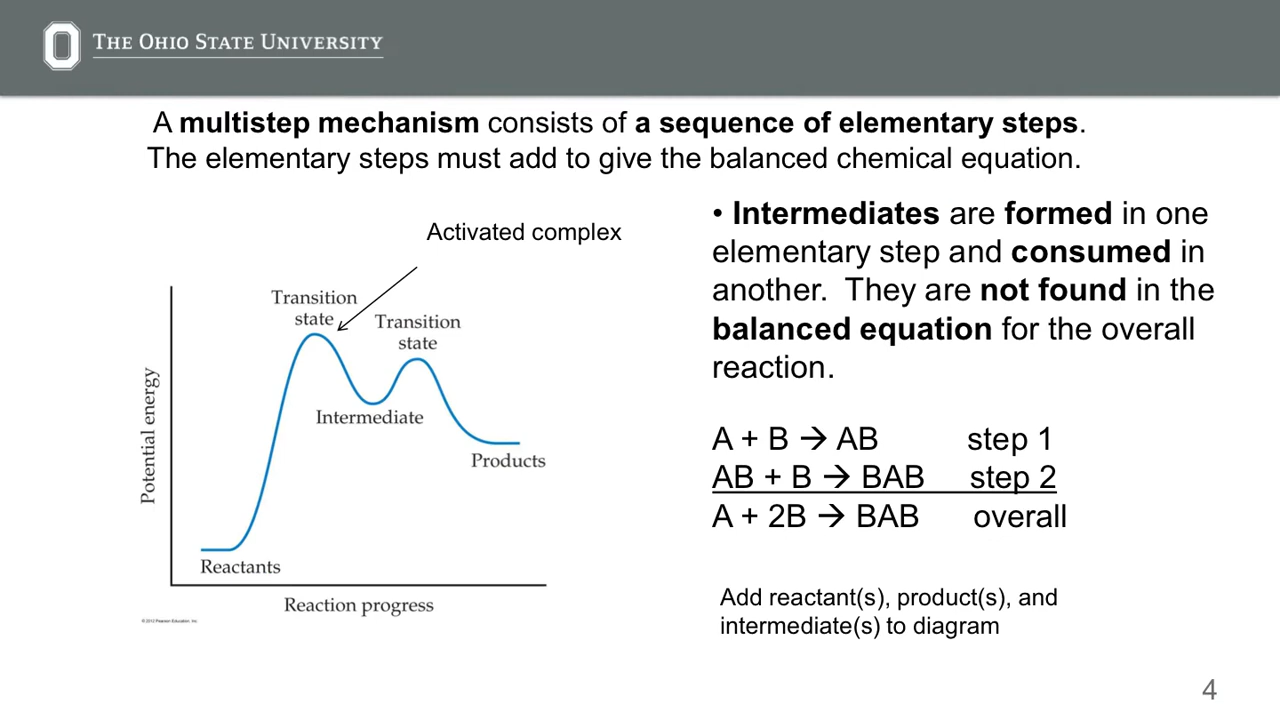 THE OHIO STATE UNIVERSITY
A multistep mechanism consists of a sequence of elementary steps.
The elementary steps must add to give the balanced chemical equation.
• Intermediates are formed in one
elementary step and consumed in
another. They are not found in the
balanced equation for the overall
reaction.
Activated complex
Transition
state
Transition
state
Intermediate
Products
Reactants
Potential energy
Reaction progress
© 2012 Pearson Education, Inc.
A + B → AB step 1
AB + B → BAB step 2
A + 2B → BAB overall
Add reactant(s), product(s), and
intermediate(s) to diagram
4